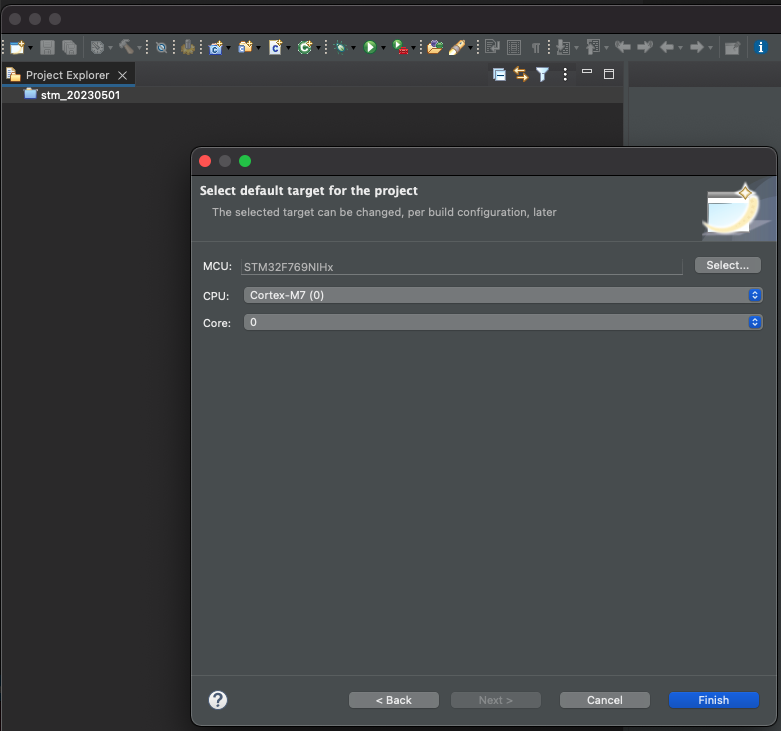 Project Explorer
stm_20230501
Select default target for the project
The selected target can be changed, per build configuration, later
MCU: STM32F769NIHx Select...
CPU: Cortex-M7 (0)
Core: 0
? < Back Next > Cancel Finish